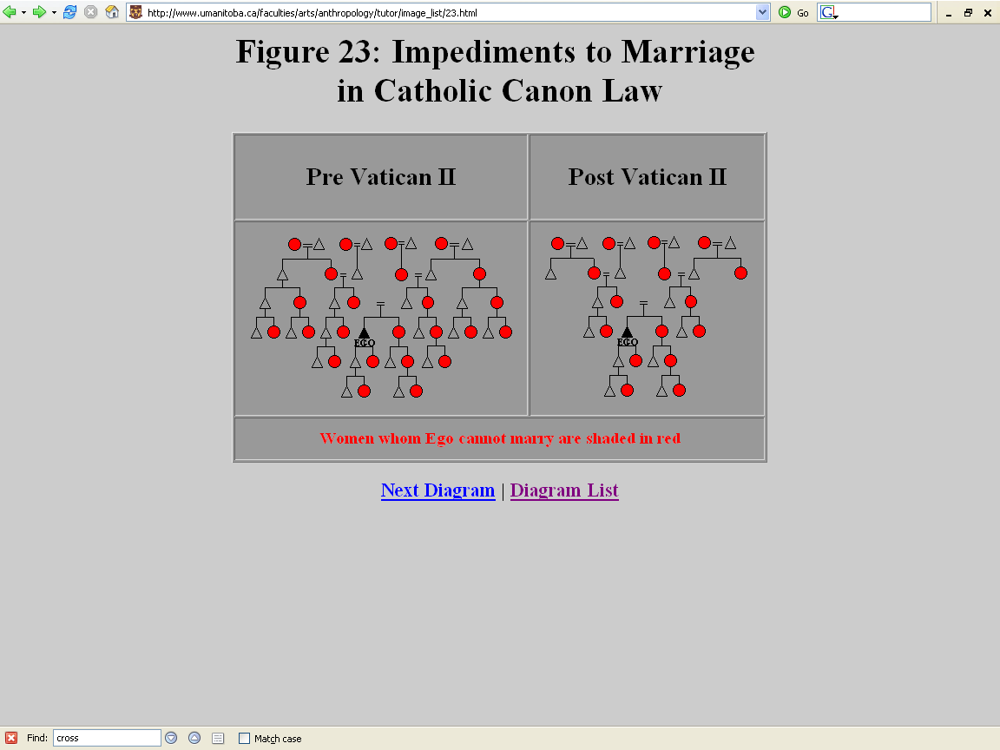 http://www.umanitoba.ca/faculties/arts/anthropology/tutor/image_list/23.html Go G
Figure 23: Impediments to Marriage
in Catholic Canon Law
Pre Vatican II Post Vatican II
EGO EGO
Women whom Ego cannot marry are shaded in red
Next Diagram | Diagram List
Find: cross Match case